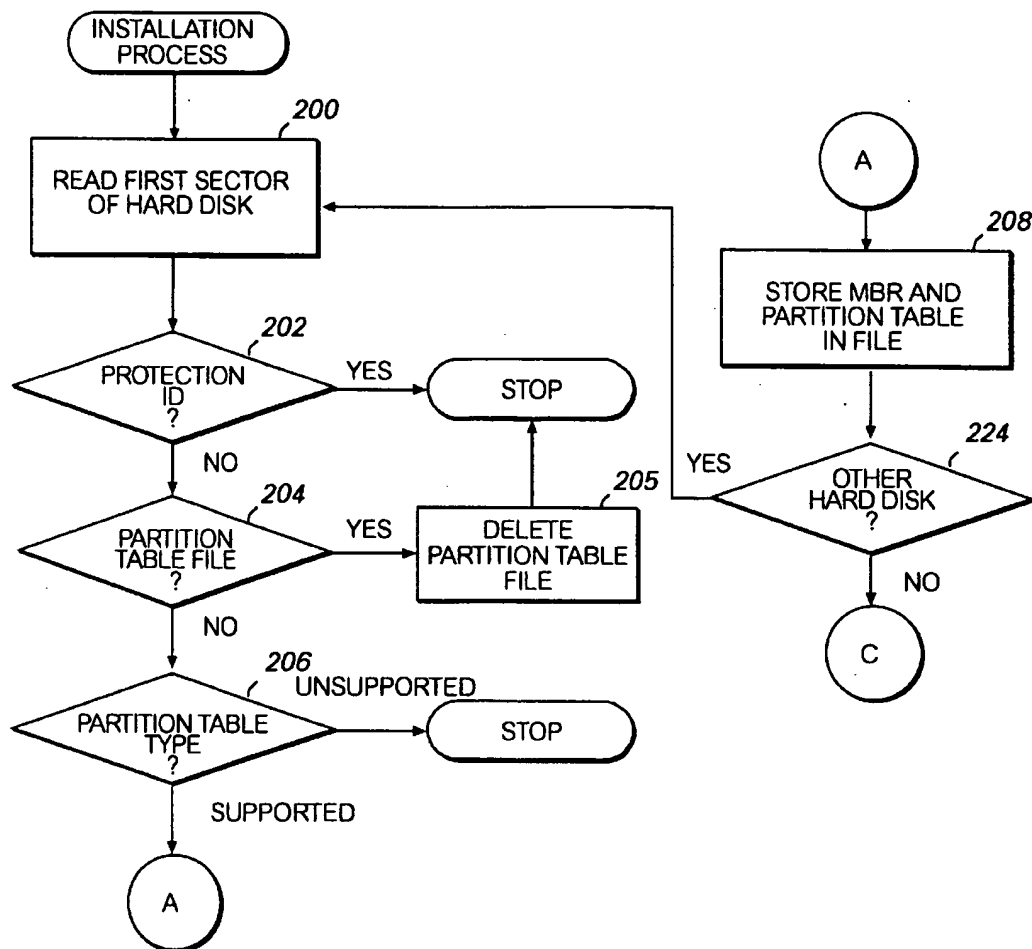 INSTALLATION
PROCESS
200
READ FIRST SECTOR
OF HARD DISK
202
PROTECTION
ID
?
YES
STOP
NO
204
PARTITION
TABLE FILE
?
YES
205
DELETE
PARTITION TABLE
FILE
NO
206
PARTITION TABLE
TYPE
?
UNSUPPORTED
STOP
SUPPORTED
A
A
208
STORE MBR AND
PARTITION TABLE
IN FILE
224
OTHER
HARD DISK
?
YES
NO
C